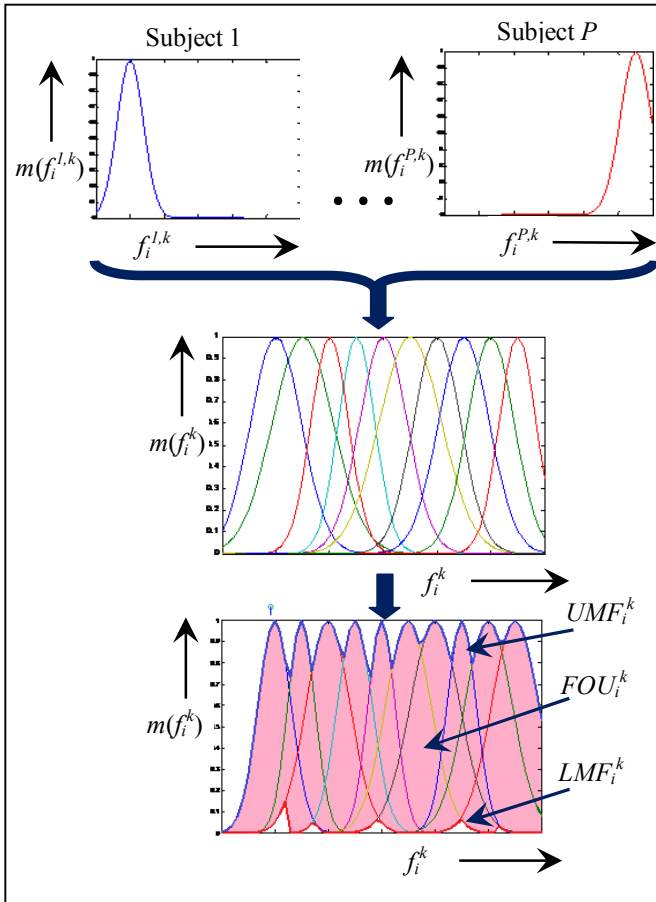 Subject 1
Subject P
m(f_i^{1,k})
m(f_i^{P,k})
• • •
f_i^{1,k}
f_i^{P,k}
m(f_i^k)
f_i^k
UMF_i^k
m(f_i^k)
FOU_i^k
LMF_i^k
f_i^k